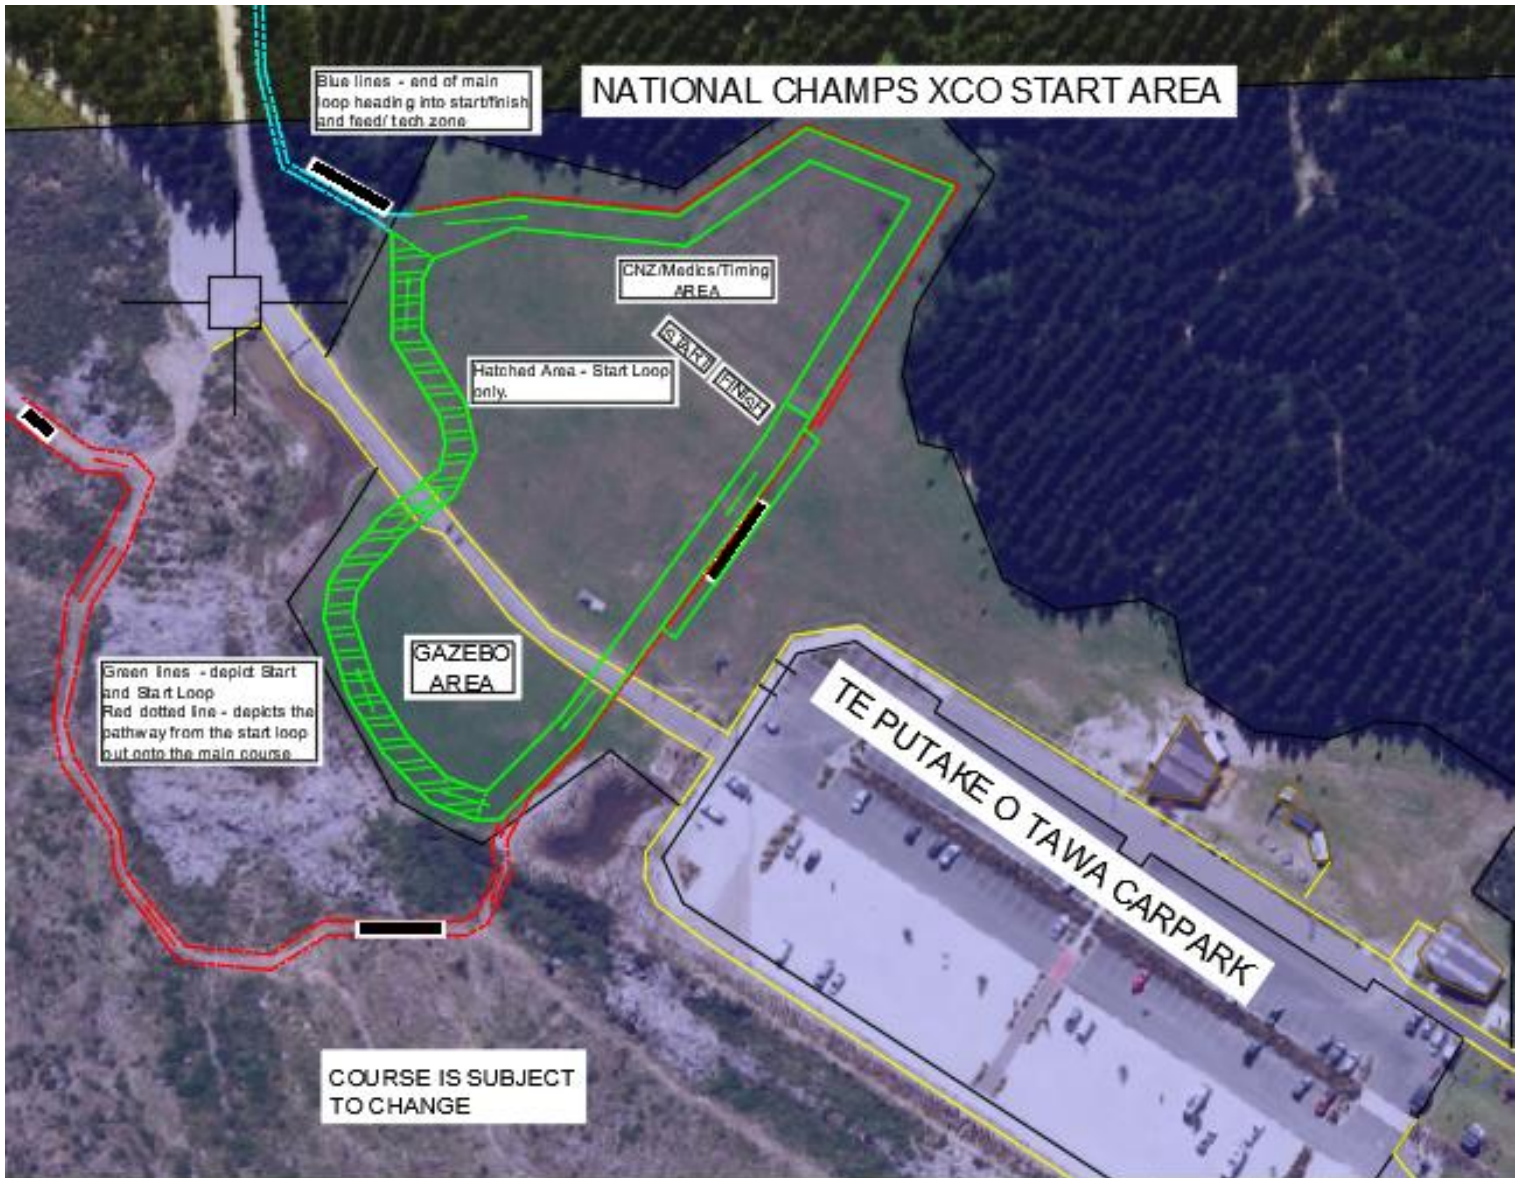 Blue lines - end of main
loop heading into start/finish
and feed/ tech zone
NATIONAL CHAMPS XCO START AREA
CNZ/Medics/Timing
AREA
START
FINISH
Hatched Area - Start Loop
only.
GAZEBO
AREA
Green lines - depict Start
and Start Loop
Red dotted line - depicts the
pathway from the start loop
out onto the main course
TE PUTAKE O TAWA CARPARK
COURSE IS SUBJECT
TO CHANGE